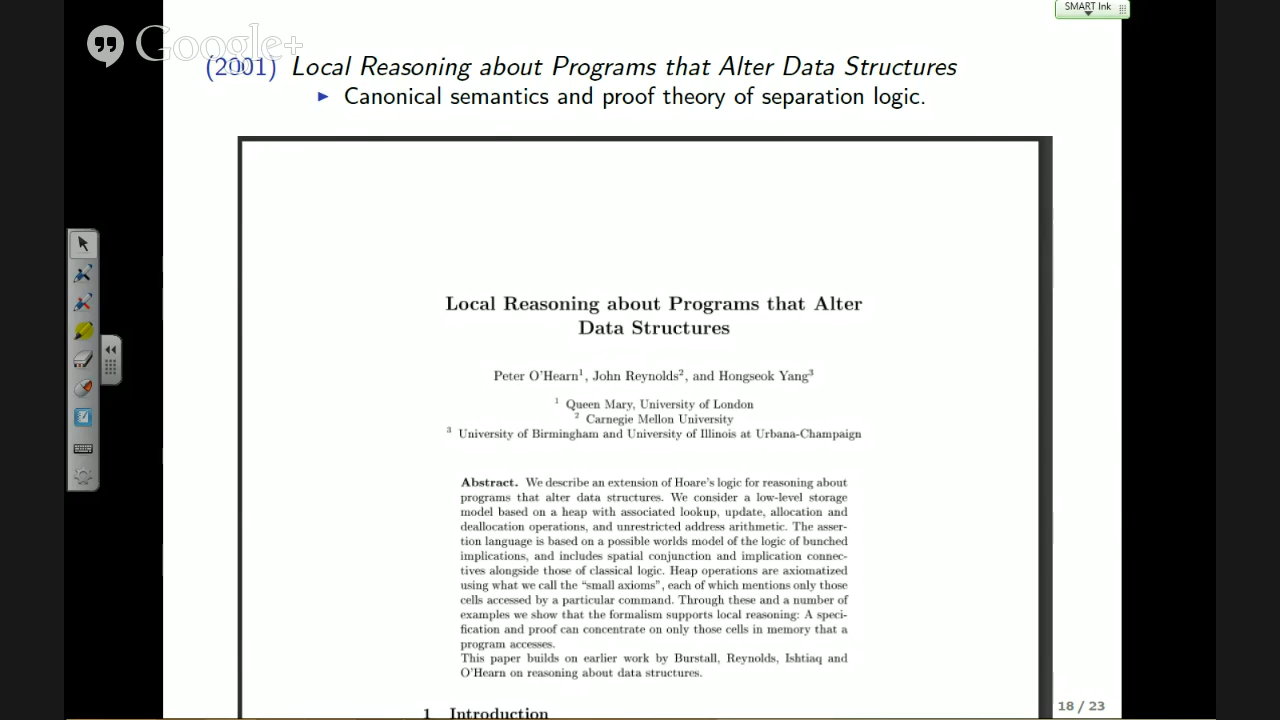 SMART Ink
Google+
(2001) Local Reasoning about Programs that Alter Data Structures
Canonical semantics and proof theory of separation logic.
Local Reasoning about Programs that Alter
Data Structures
Peter O'Hearn¹, John Reynolds², and Hongseok Yang³
¹ Queen Mary, University of London
² Carnegie Mellon University
³ University of Birmingham and University of Illinois at Urbana-Champaign
Abstract. We describe an extension of Hoare's logic for reasoning about
programs that alter data structures. We consider a low-level storage
model based on a heap with associated lookup, update, allocation and
deallocation operations, and unrestricted address arithmetic. The asser-
tion language is based on a possible worlds model of the logic of bunched
implications, and includes spatial conjunction and implication connec-
tives alongside those of classical logic. Heap operations are axiomatized
using what we call the “small axioms”, each of which mentions only those
cells accessed by a particular command. Through these and a number of
examples we show that the formalism supports local reasoning: A speci-
fication and proof can concentrate on only those cells in memory that a
program accesses.
This paper builds on earlier work by Burstall, Reynolds, Ishtiaq and
O'Hearn on reasoning about data structures.
1 Introduction
18 / 23